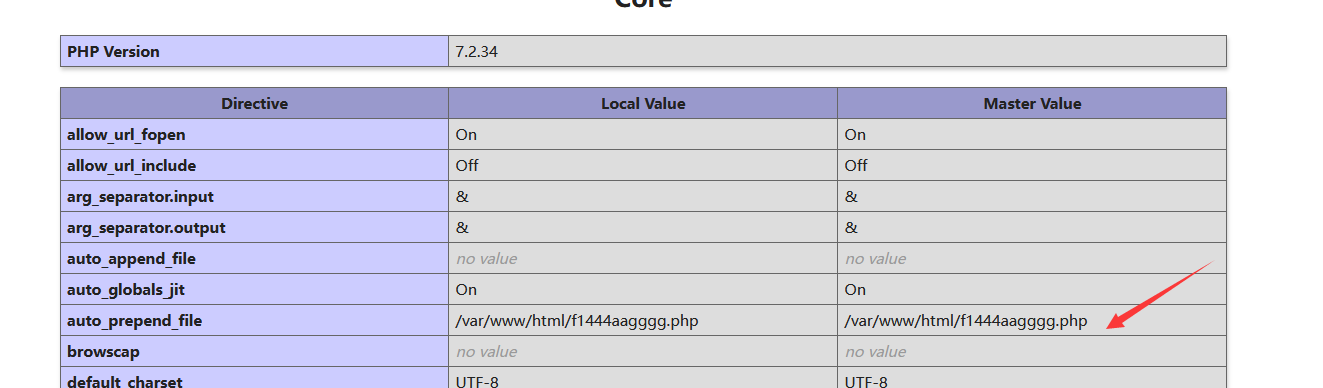 Core
PHP Version 7.2.34
Directive Local Value Master Value
allow_url_fopen On On
allow_url_include Off Off
arg_separator.input & &
arg_separator.output & &
auto_append_file no value no value
auto_globals_jit On On
auto_prepend_file /var/www/html/f1444aagggg.php /var/www/html/f1444aagggg.php
browscap no value no value
default_charset UTF-8 UTF-8